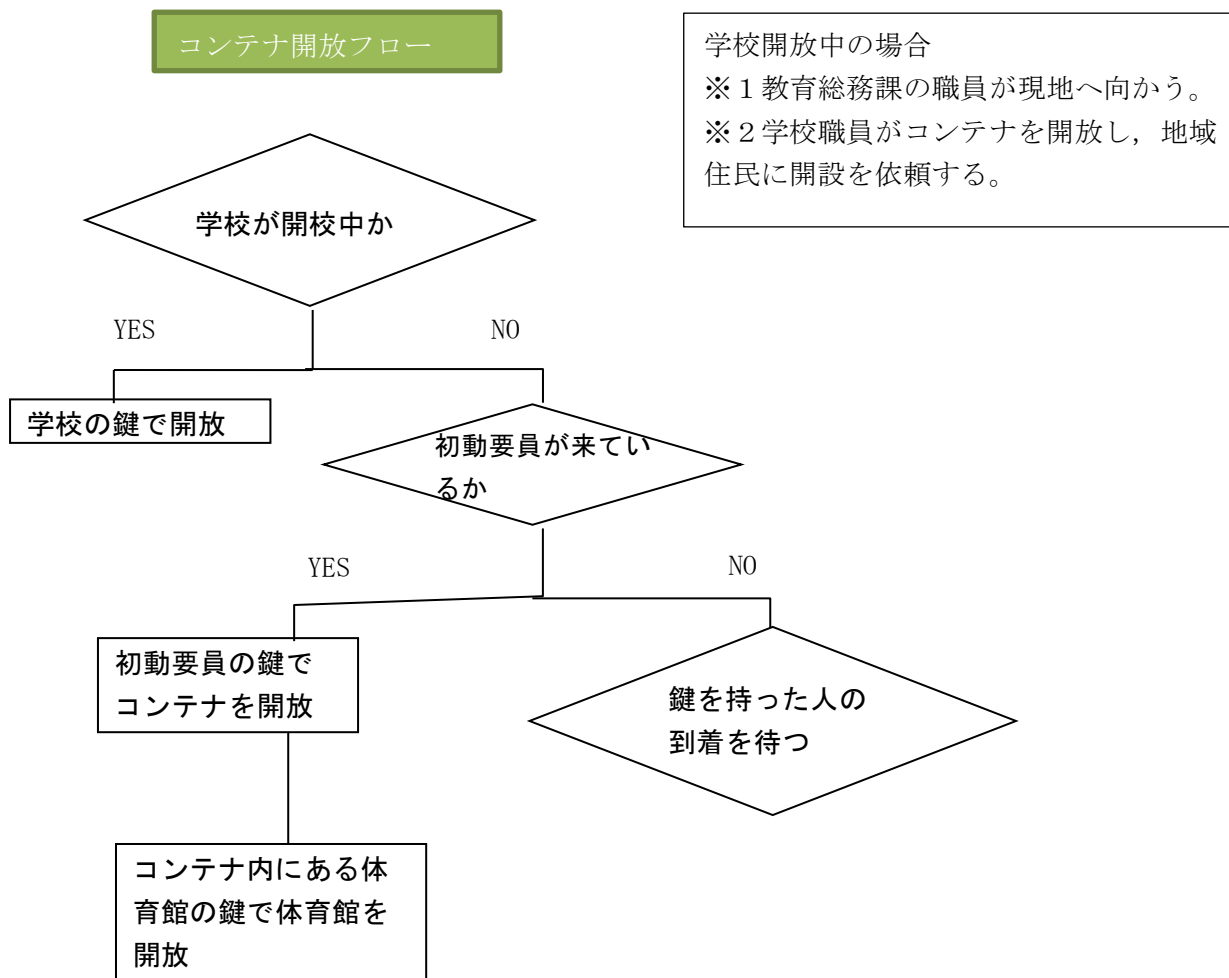 コンテナ開放フロー
学校開放中の場合
※１教育総務課の職員が現地へ向かう。
※２学校職員がコンテナを開放し，地域
住民に開設を依頼する。
学校が開校中か
YES
NO
学校の鍵で開放
初動要員が来てい
るか
YES
NO
初動要員の鍵で
コンテナを開放
鍵を持った人の
到着を待つ
コンテナ内にある体
育館の鍵で体育館を
開放